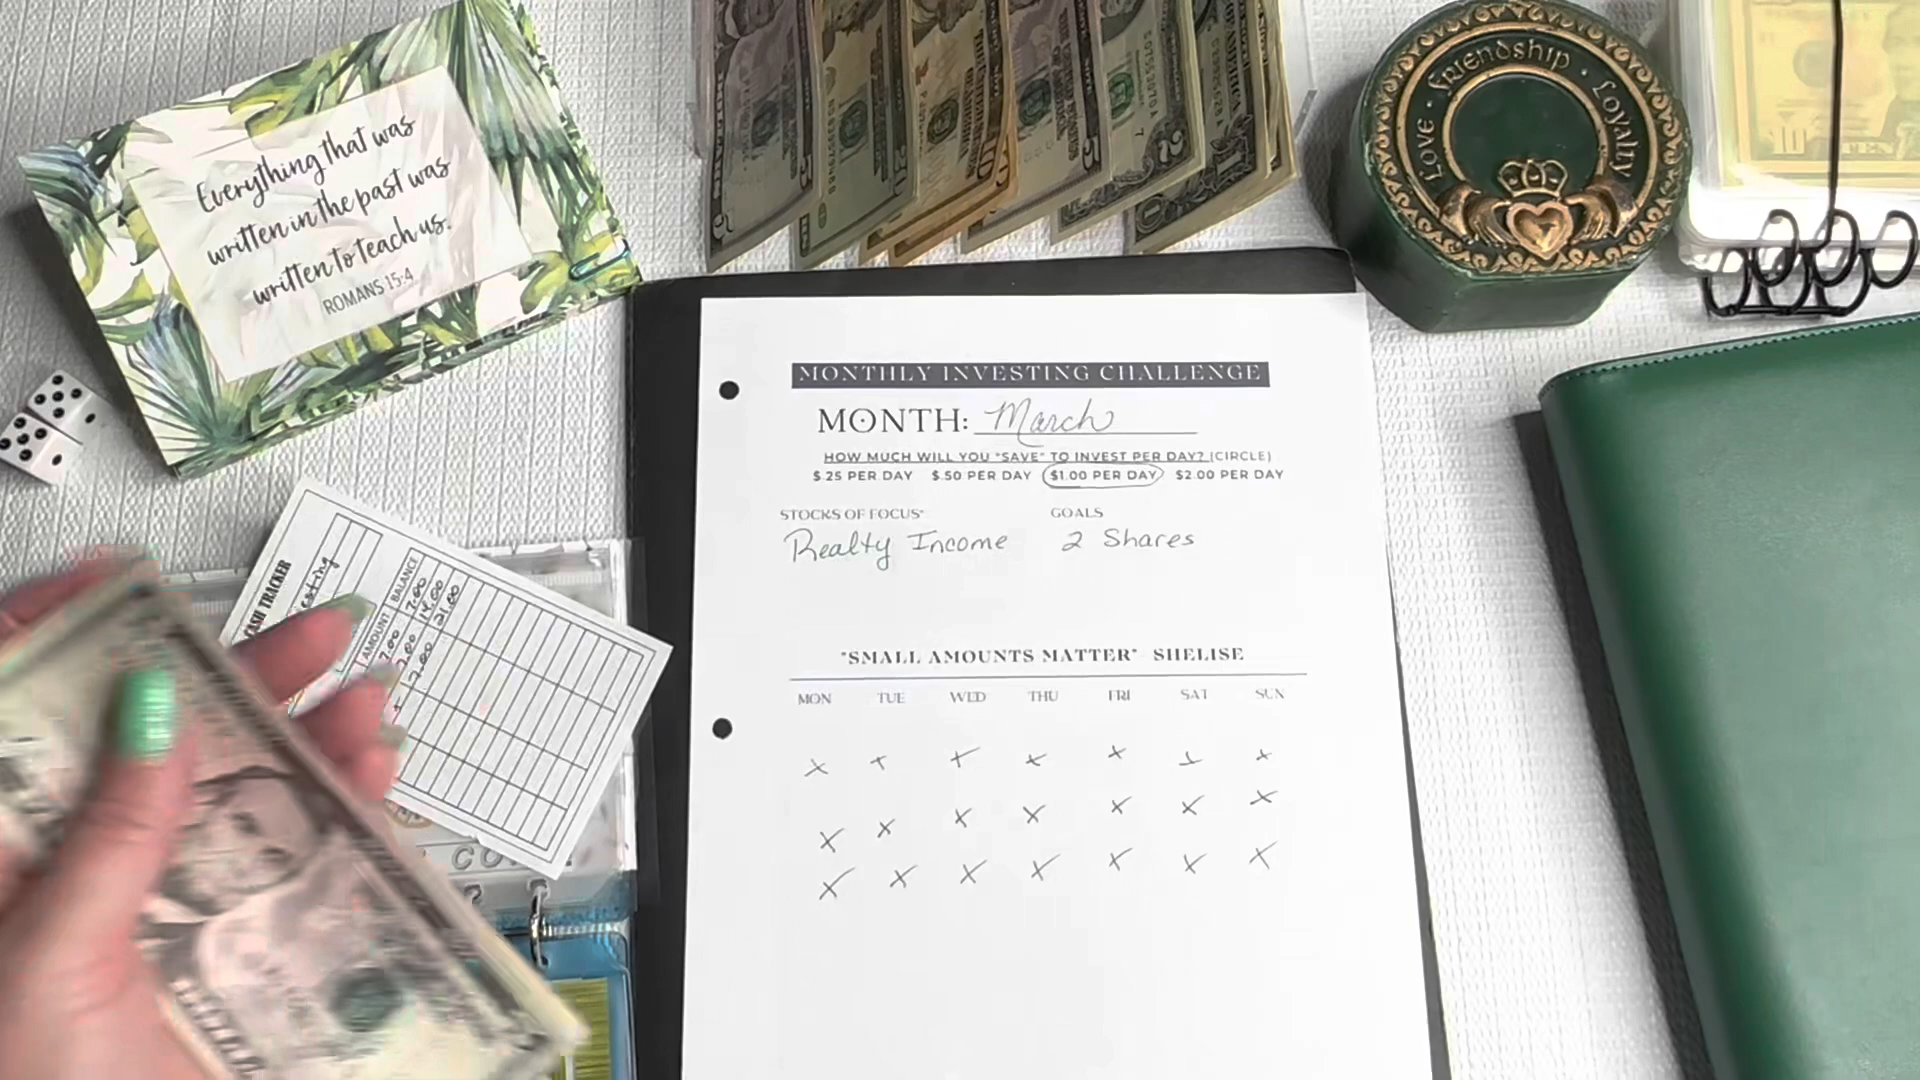 Everything that was
written in the past was
written to teach us.
ROMANS 15:4
LOVE · FRIENDSHIP · LOYALTY
MONTHLY INVESTING CHALLENGE
MONTH: March
HOW MUCH WILL YOU "SAVE" TO INVEST PER DAY? (CIRCLE)
$.25 PER DAY $.50 PER DAY $1.00 PER DAY $2.00 PER DAY
STOCKS OF FOCUS* GOALS
Realty Income 2 Shares
"SMALL AMOUNTS MATTER" SHELISE
MON TUE WED THU FRI SAT SUN
X X X X X X X
X X X X X X X
X X X X X X X
CASH TRACKER
AMOUNT BALANCE
7.00 7.00
7.00 14.00
7.00 21.00